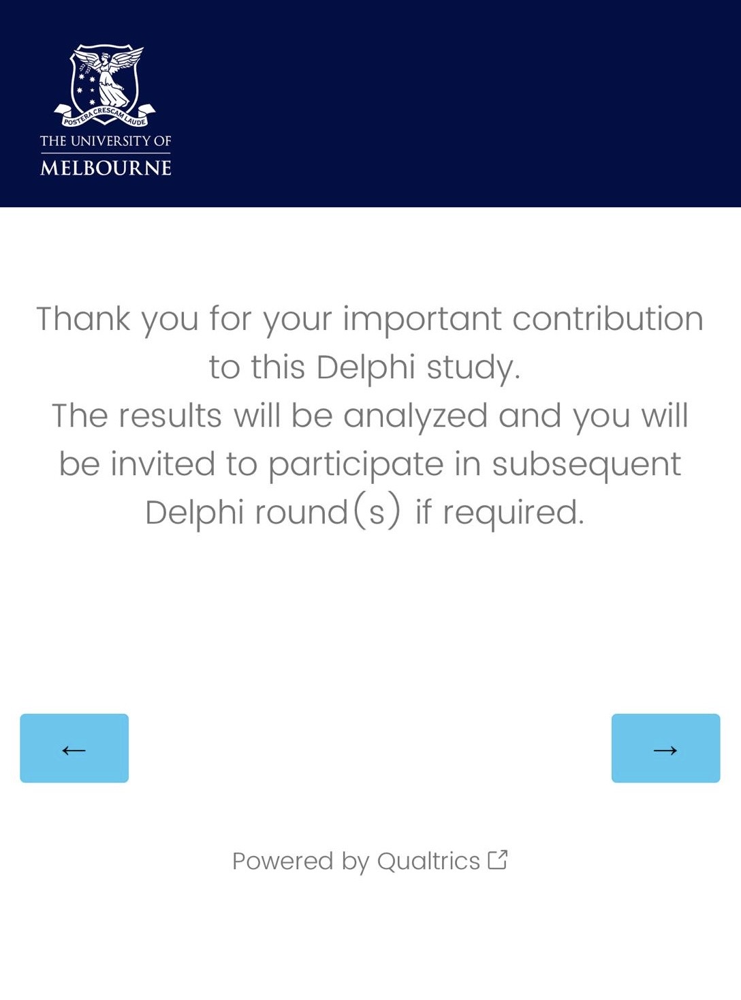 POSTERA CRESCAM LAUDE
THE UNIVERSITY OF
MELBOURNE
Thank you for your important contribution
to this Delphi study.
The results will be analyzed and you will
be invited to participate in subsequent
Delphi round(s) if required.
←
→
Powered by Qualtrics